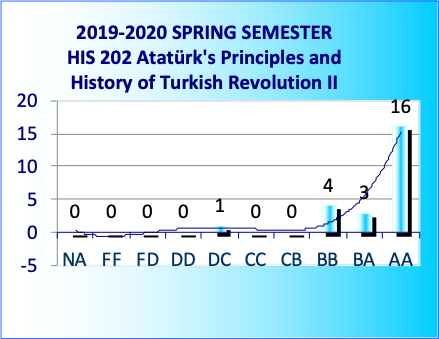 2019-2020 SPRING SEMESTER
HIS 202 Atatürk's Principles and
History of Turkish Revolution II
20
15
10
5
0
-5
0 0 0 0 1 0 0 4 3 16
NA FF FD DD DC CC CB BB BA AA